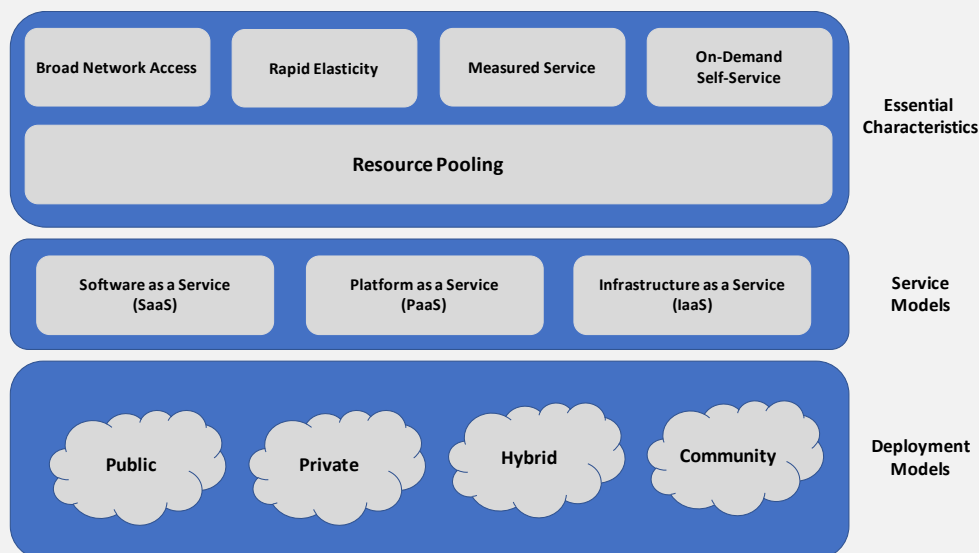 Broad Network Access
Rapid Elasticity
Measured Service
On-Demand
Self-Service
Resource Pooling
Essential
Characteristics
Software as a Service
(SaaS)
Platform as a Service
(PaaS)
Infrastructure as a Service
(IaaS)
Service
Models
Public
Private
Hybrid
Community
Deployment
Models